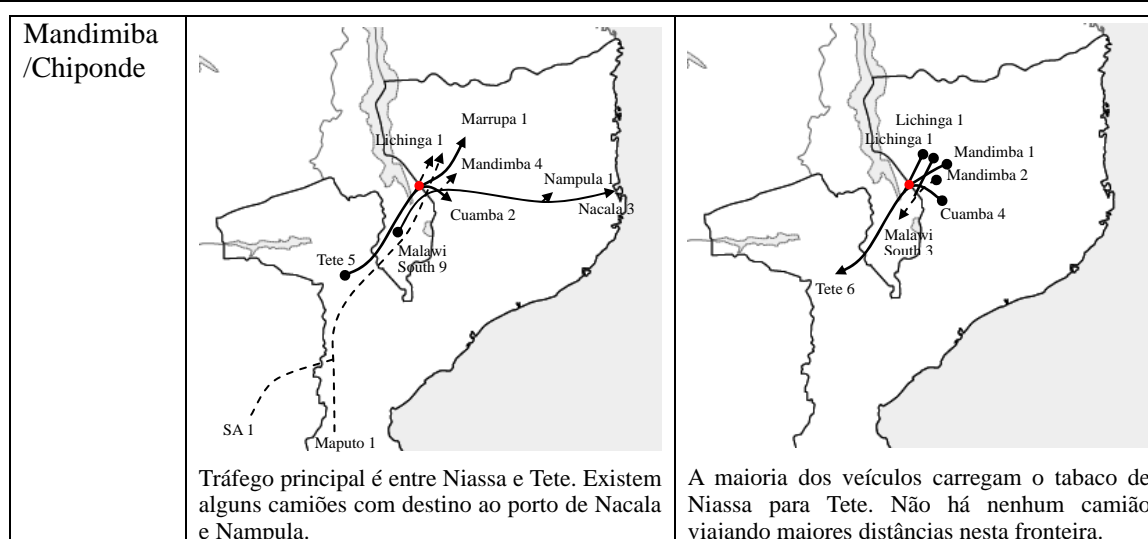 Mandimiba
/Chiponde
Marrupa 1
Lichinga 1
Mandimba 4
Nampula 1
Nacala 3
Cuamba 2
Malawi
South 9
Tete 5
SA 1
Maputo 1
Tráfego principal é entre Niassa e Tete. Existem
alguns camiões com destino ao porto de Nacala
e Nampula.
Lichinga 1
Lichinga 1
Mandimba 1
Mandimba 2
Cuamba 4
Malawi
South 3
Tete 6
A maioria dos veículos carregam o tabaco de
Niassa para Tete. Não há nenhum camião
viajando maiores distâncias nesta fronteira.